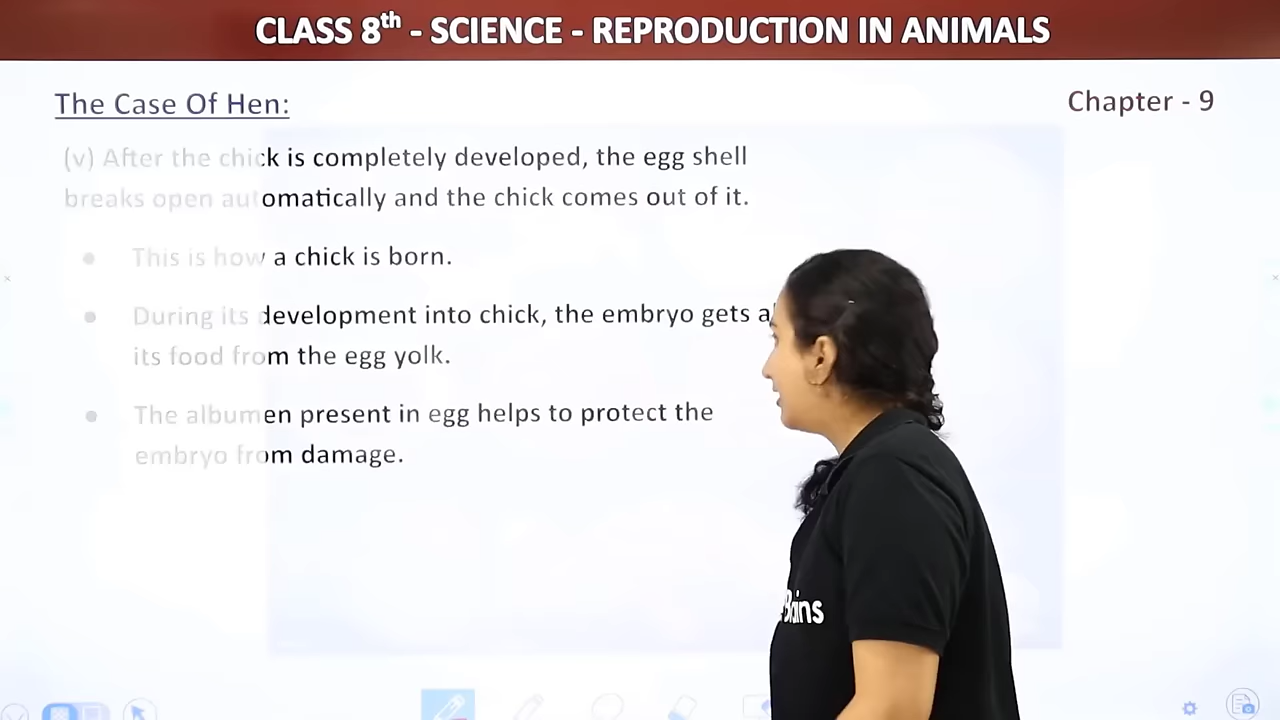 CLASS 8th - SCIENCE - REPRODUCTION IN ANIMALS
The Case Of Hen:
Chapter - 9
(v) After the chick is completely developed, the egg shell
breaks open automatically and the chick comes out of it.
● This is how a chick is born.
● During its development into chick, the embryo gets
its food from the egg yolk.
● The albumen present in egg helps to protect the
embryo from damage.